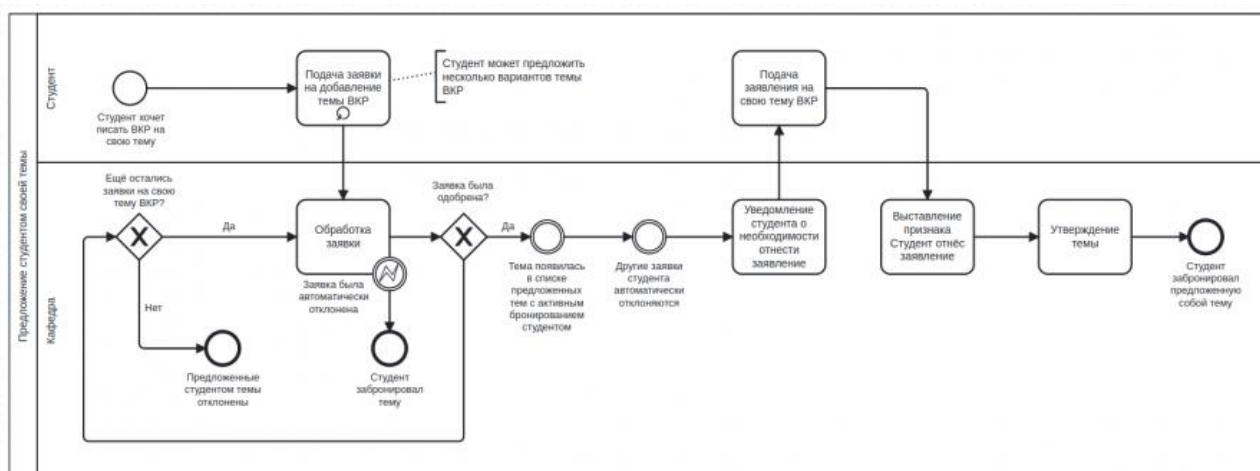 Предложение студентом своей темы
Студент
Студент хочет
писать ВКР на
свою тему
Подача заявки
на добавление
темы ВКР
Студент может предложить
несколько вариантов темы
ВКР
Подача
заявления на
свою тему ВКР
Кафедра
Ещё остались
заявки на свою
тему ВКР?
Да
Нет
Предложенные
студентом темы
отклонены
Обработка
заявки
Заявка была
автоматически
отклонена
Студент
забронировал
тему
Заявка была
одобрена?
Да
Тема появилась
в списке
предложенных
тем с активным
бронированием
студентом
Другие заявки
студента
автоматически
отклоняются
Уведомление
студента о
необходимости
отнести
заявление
Выставление
признака
Студент отнёс
заявление
Утверждение
темы
Студент
забронировал
предложенную
собой тему